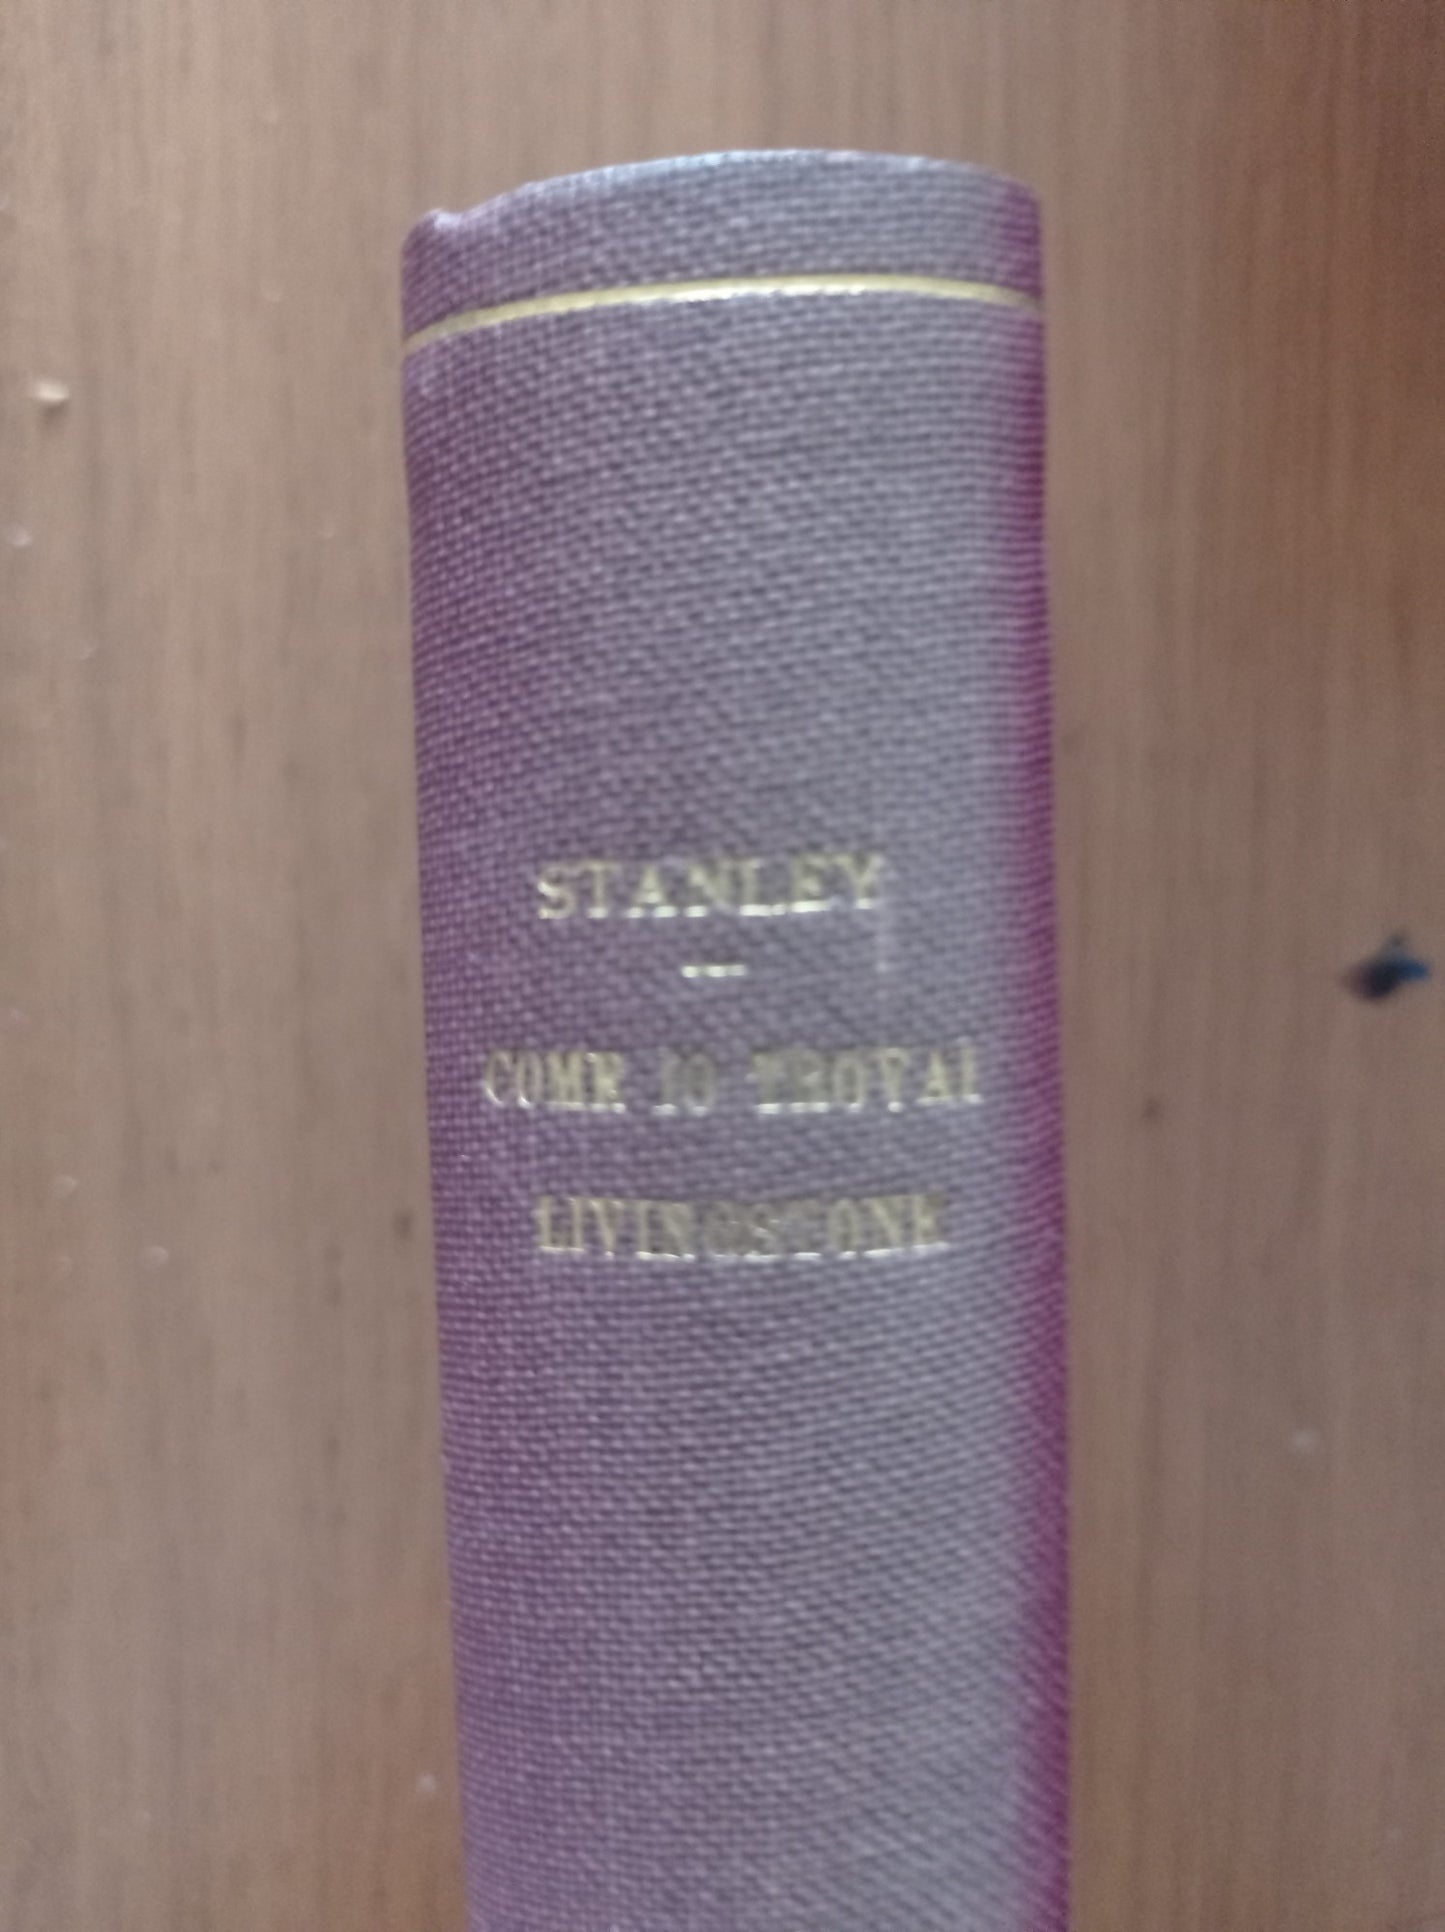 STANLEY
---
COME IO TROVAI
LIVINGSTONE